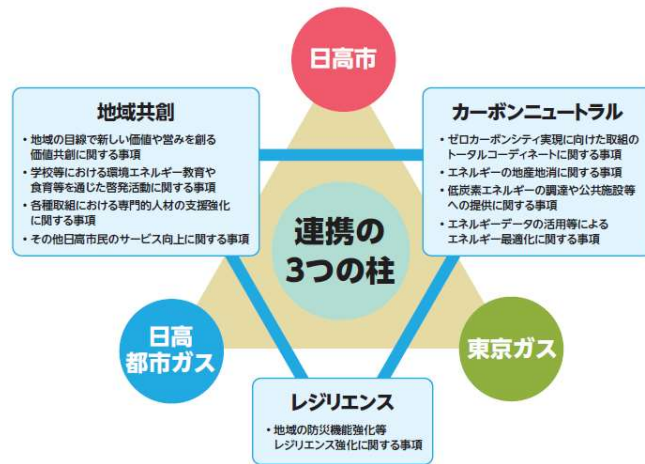 日高市
地域共創
・地域の目線で新しい価値や営みを創る
価値共創に関する事項
・学校等における環境エネルギー教育や
食育等を通じた啓発活動に関する事項
・各種取組における専門的人材の支援強化
に関する事項
・その他日高市民のサービス向上に関する事項
カーボンニュートラル
・ゼロカーボンシティ実現に向けた取組の
トータルコーディネートに関する事項
・エネルギーの地産地消に関する事項
・低炭素エネルギーの調達や公共施設等
への提供に関する事項
・エネルギーデータの活用等による
エネルギー最適化に関する事項
連携の
3つの柱
日高
都市ガス
東京ガス
レジリエンス
・地域の防災機能強化等
レジリエンス強化に関する事項